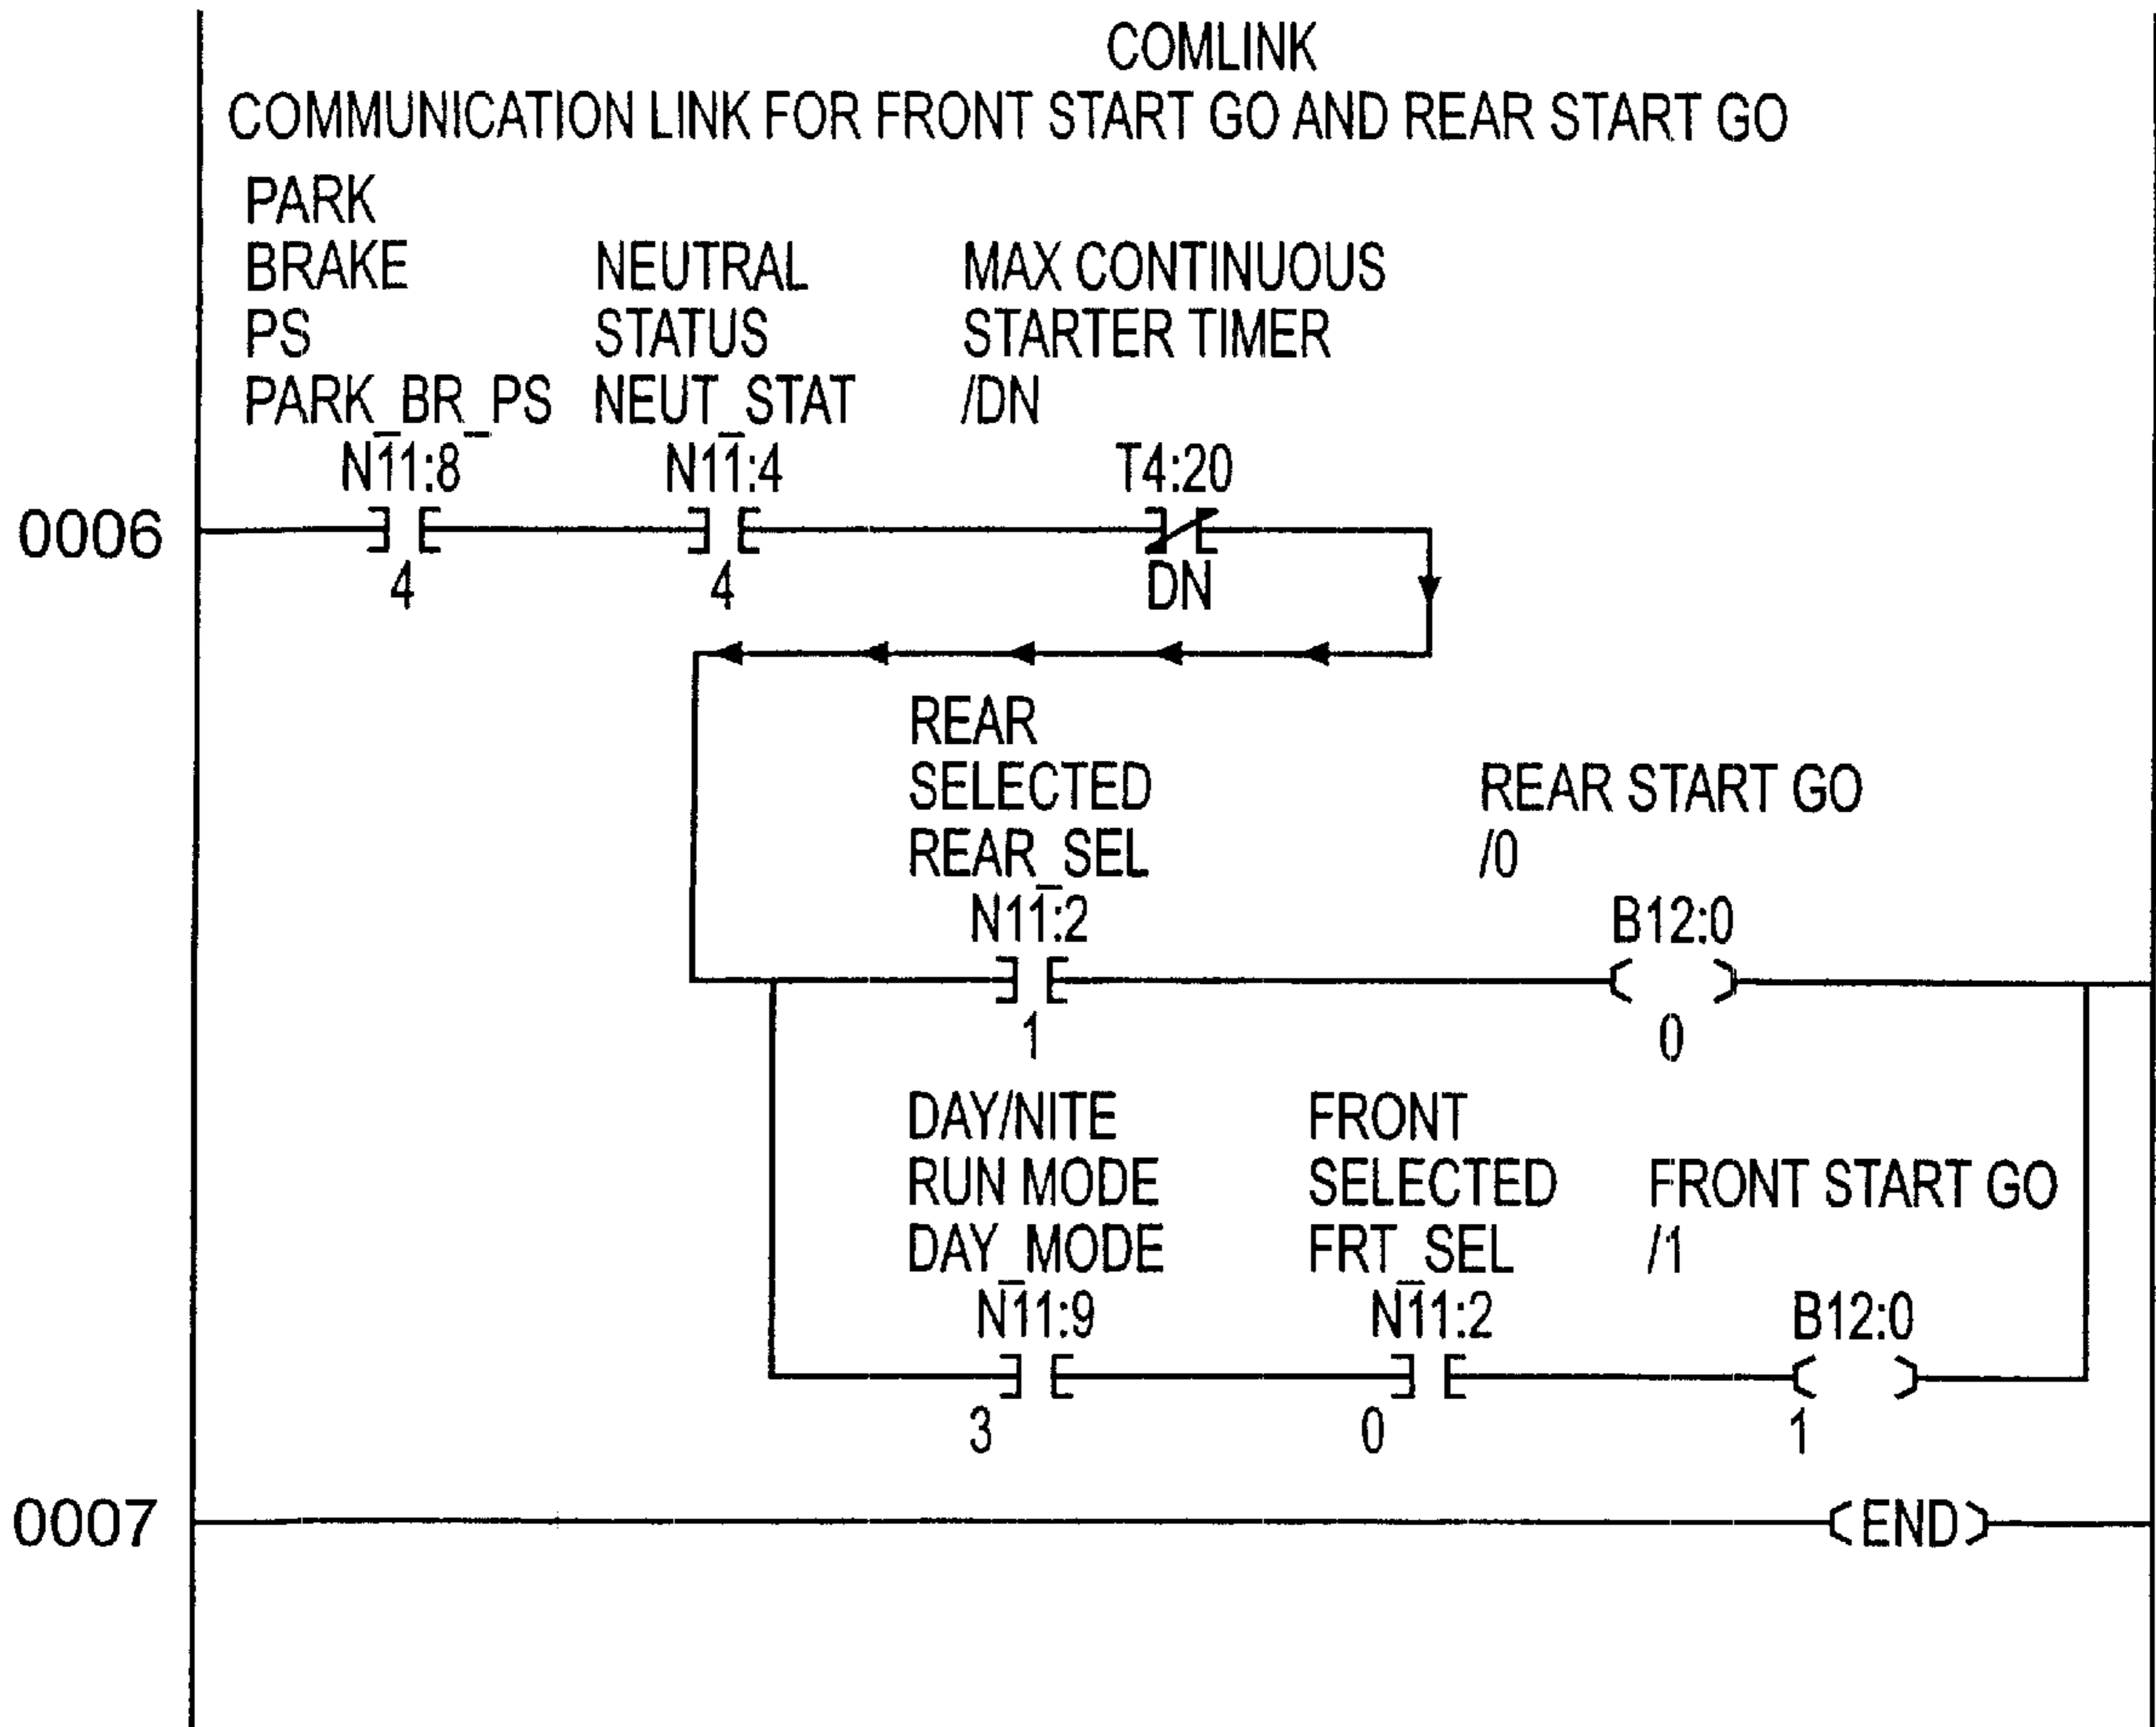 COMLINK
COMMUNICATION LINK FOR FRONT START GO AND REAR START GO
PARK
BRAKE NEUTRAL MAX CONTINUOUS
PS STATUS STARTER TIMER
PARK_BR_PS NEUT_STAT /DN
N11:8 N11:4 T4:20
0006
4 4 DN
REAR
SELECTED REAR START GO
REAR_SEL /0
N11:2 B12:0
1 0
DAY/NITE FRONT
RUN MODE SELECTED FRONT START GO
DAY_MODE FRT_SEL /1
N11:9 N11:2 B12:0
3 0 1
0007 END